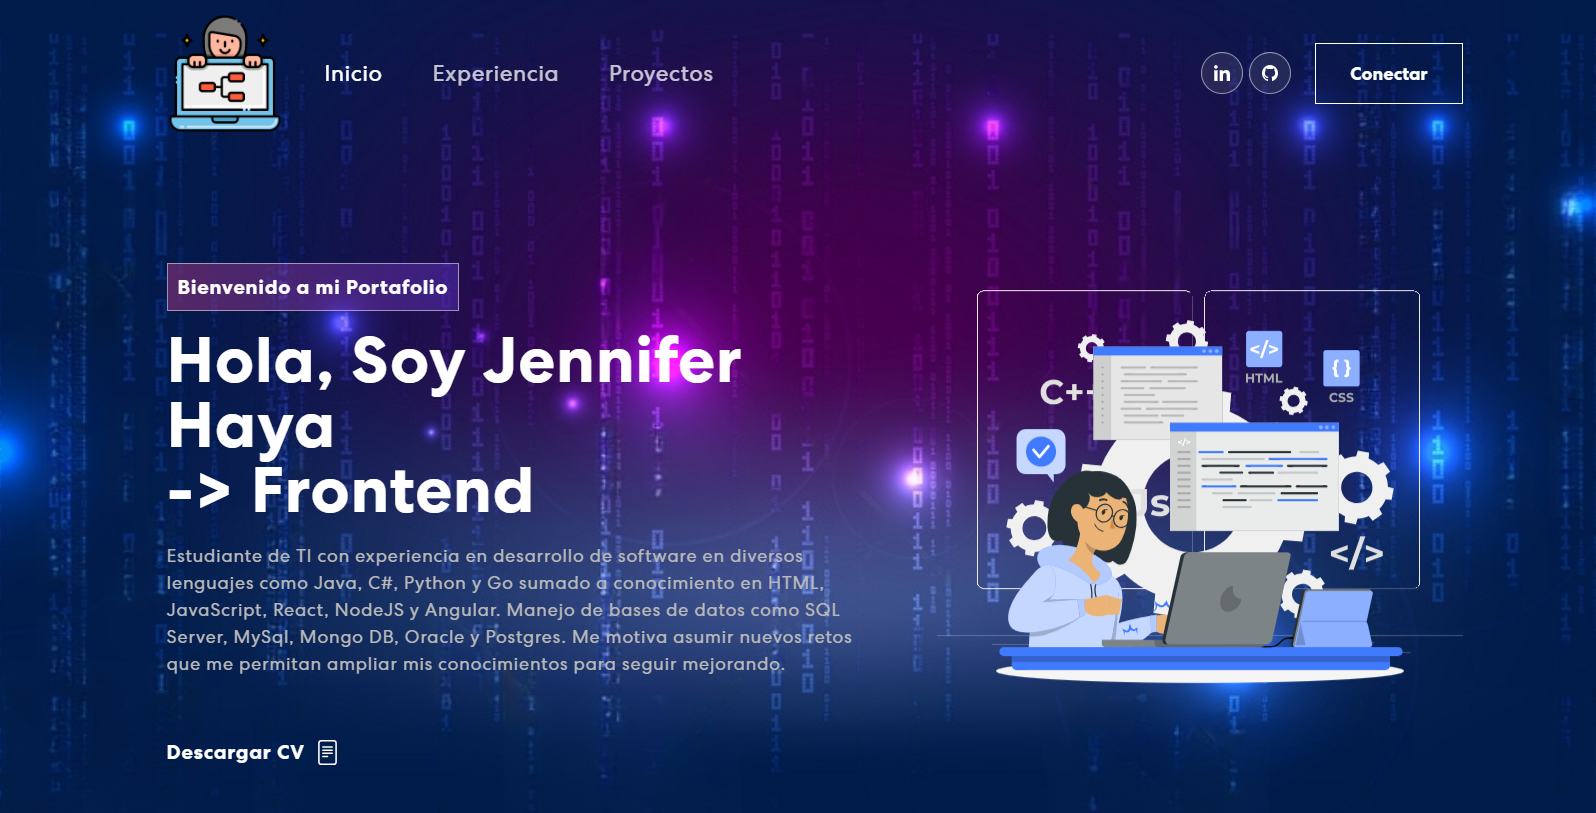 Inicio
Experiencia
Proyectos
in
Conectar
Bienvenido a mi Portafolio
Hola, Soy Jennifer
Haya
-> Frontend
Estudiante de TI con experiencia en desarrollo de software en diversos
lenguajes como Java, C#, Python y Go sumado a conocimiento en HTML,
JavaScript, React, NodeJS y Angular. Manejo de bases de datos como SQL
Server, MySql, Mongo DB, Oracle y Postgres. Me motiva asumir nuevos retos
que me permitan ampliar mis conocimientos para seguir mejorando.
Descargar CV
</>
HTML
{ }
CSS
C++
</>
Js
</>